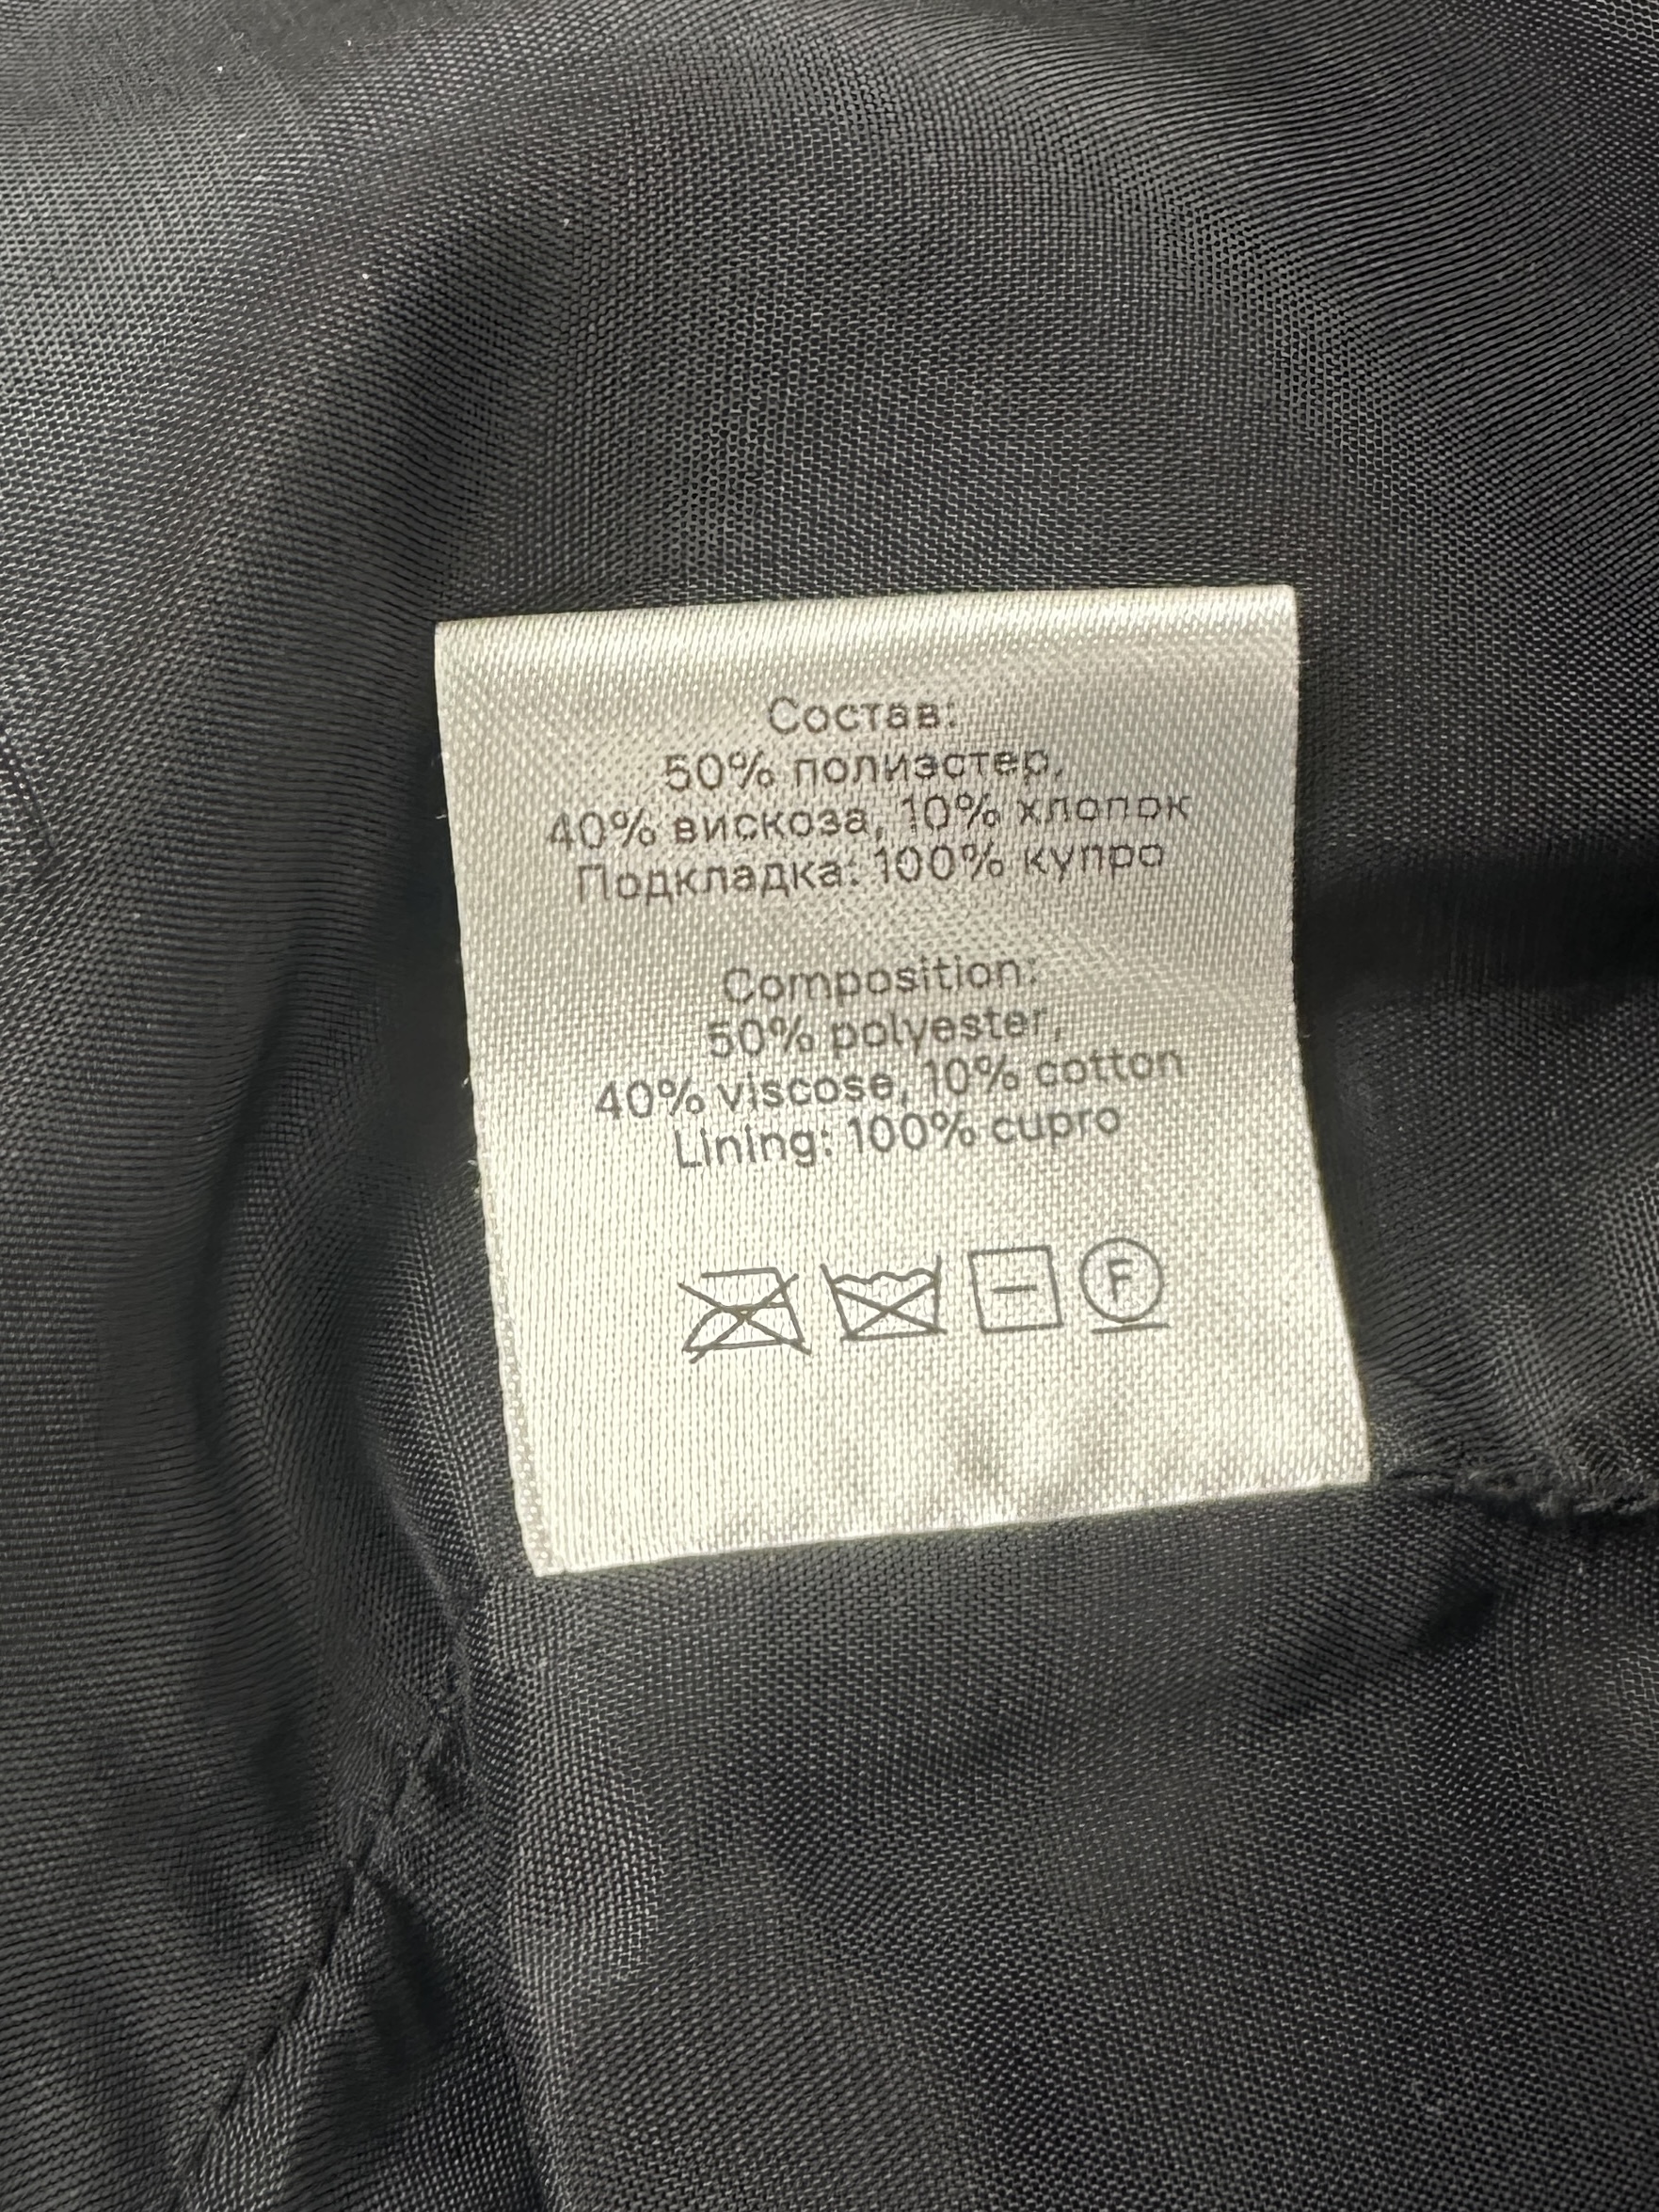 Состав:
50% полиэстер,
40% вискоза, 10% хлопок
Подкладка: 100% купро
Composition:
50% polyester,
40% viscose, 10% cotton
Lining: 100% cupro
F